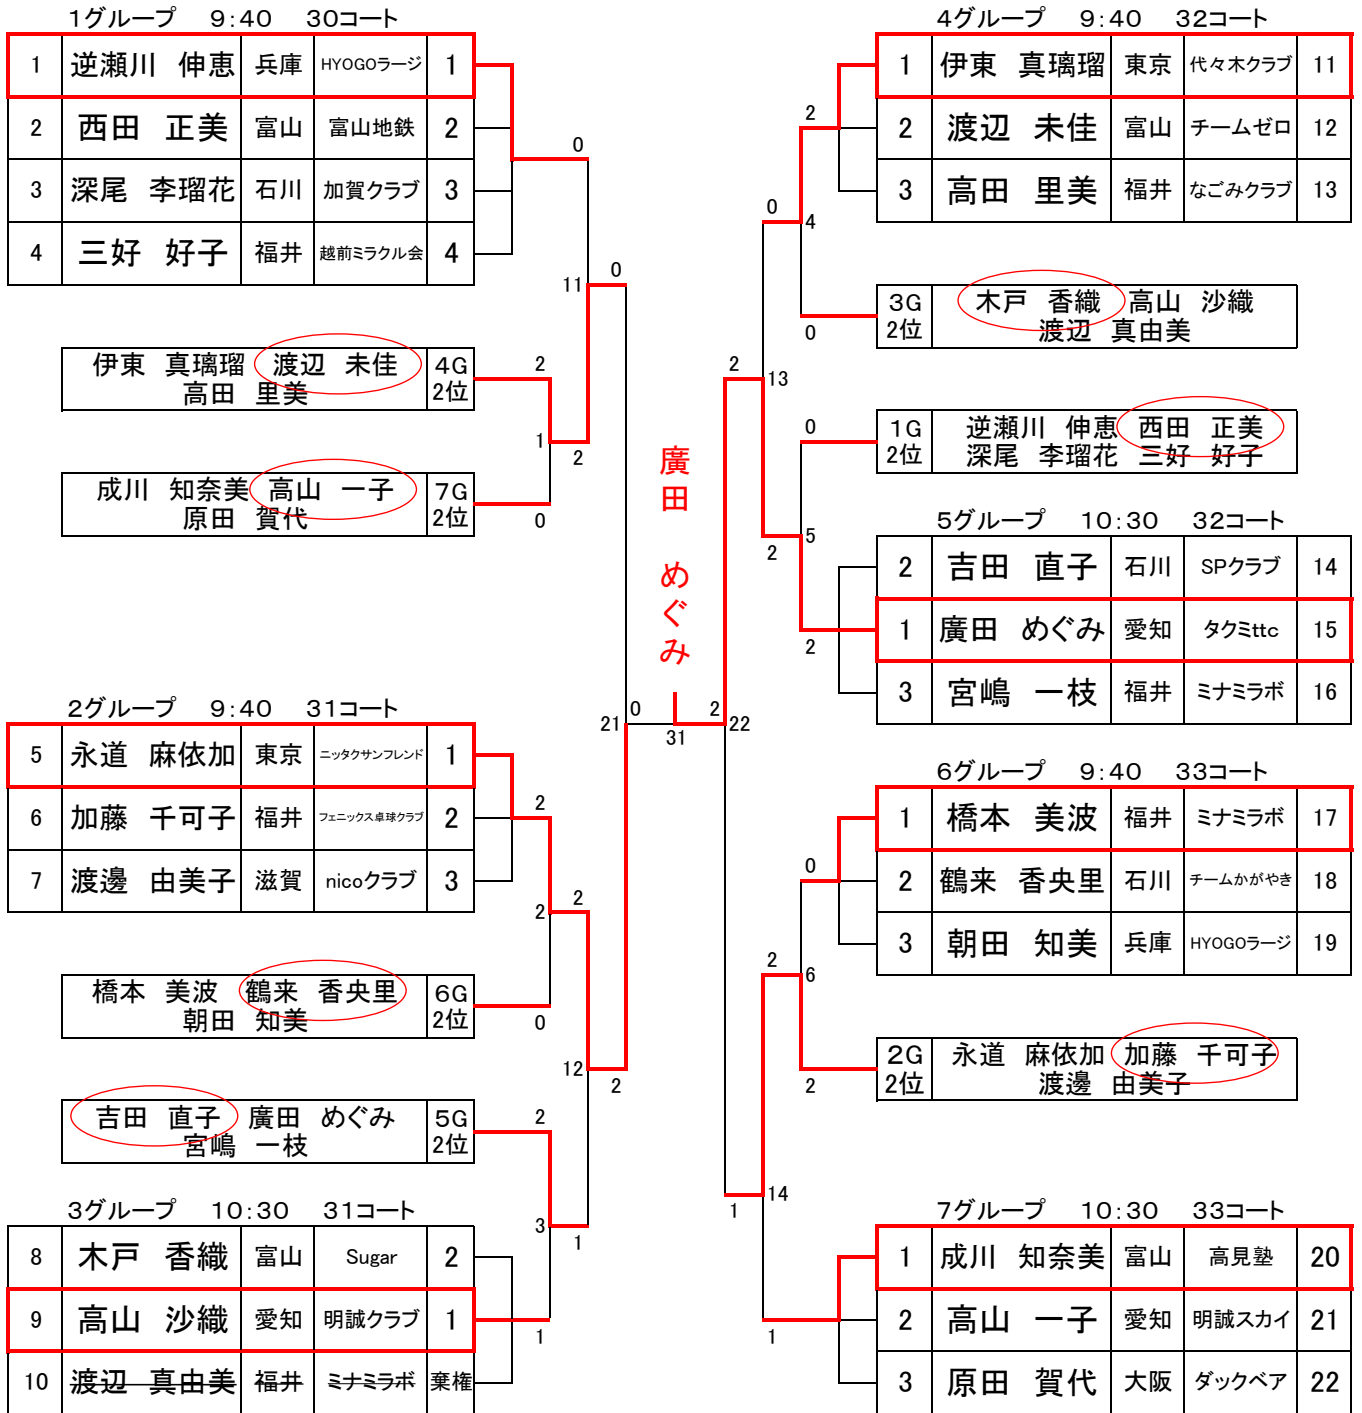 1グループ　9:40　30コート
1 逆瀬川　伸恵 兵庫 HYOGOラージ 1
2 西田　正美 富山 富山地鉄 2
3 深尾　李瑠花 石川 加賀クラブ 3
4 三好　好子 福井 越前ミラクル会 4
0
11
0
伊東　真璃瑠　渡辺　未佳 4G
高田　里美 2位
2
1
2
成川　知奈美　高山　一子 7G
原田　賀代 2位
0
2グループ　9:40　31コート
5 永道　麻依加 東京 ニッタクサンフレンド 1
6 加藤　千可子 福井 フェニックス卓球クラブ 2
7 渡邊　由美子 滋賀 nicoクラブ 3
2
2
2
橋本　美波　鶴来　香央里 6G
朝田　知美 2位
0
12
2
吉田　直子　廣田　めぐみ 5G
宮嶋　一枝 2位
2
3グループ　10:30　31コート
8 木戸　香織 富山 Sugar 2
9 高山　沙織 愛知 明誠クラブ 1
10 渡辺　真由美 福井 ミナミラボ 棄権
3
1
1
廣田　めぐみ
21
0
31
2
22
4グループ　9:40　32コート
1 伊東　真璃瑠 東京 代々木クラブ 11
2 渡辺　未佳 富山 チームゼロ 12
3 高田　里美 福井 なごみクラブ 13
2
0
4
3G 木戸　香織　高山　沙織
2位 渡辺　真由美
0
2
13
0
1G 逆瀬川　伸恵　西田　正美
2位 深尾　李瑠花　三好　好子
5グループ　10:30　32コート
2 吉田　直子 石川 SPクラブ 14
1 廣田　めぐみ 愛知 タクミttc 15
3 宮嶋　一枝 福井 ミナミラボ 16
5
2
2
6グループ　9:40　33コート
1 橋本　美波 福井 ミナミラボ 17
2 鶴来　香央里 石川 チームかがやき 18
3 朝田　知美 兵庫 HYOGOラージ 19
0
2
6
2G 永道　麻依加　加藤　千可子
2位 渡邊　由美子
2
14
1
7グループ　10:30　33コート
1 成川　知奈美 富山 高見塾 20
2 高山　一子 愛知 明誠スカイ 21
3 原田　賀代 大阪 ダックベア 22
1